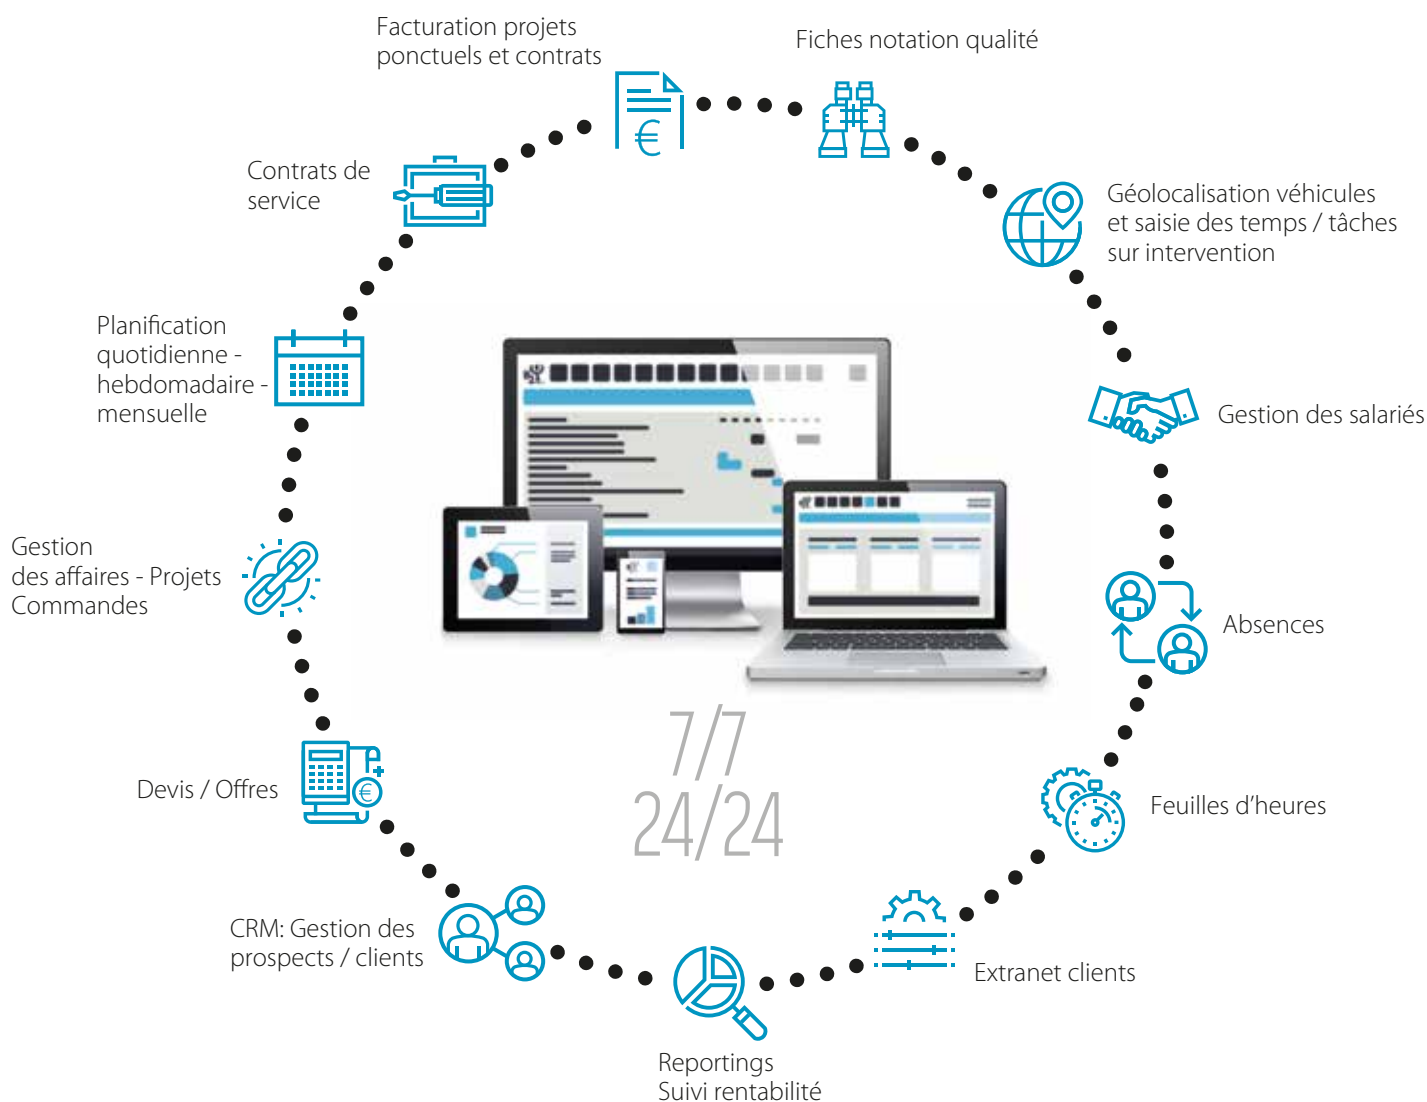 Facturation projets
ponctuels et contrats
Fiches notation qualité
Contrats de
service
Géolocalisation véhicules
et saisie des temps / tâches
sur intervention
Planification
quotidienne -
hebdomadaire -
mensuelle
Gestion des salariés
Gestion
des affaires - Projets
Commandes
Absences
7/7
24/24
Devis / Offres
Feuilles d’heures
CRM: Gestion des
prospects / clients
Extranet clients
Reportings
Suivi rentabilité